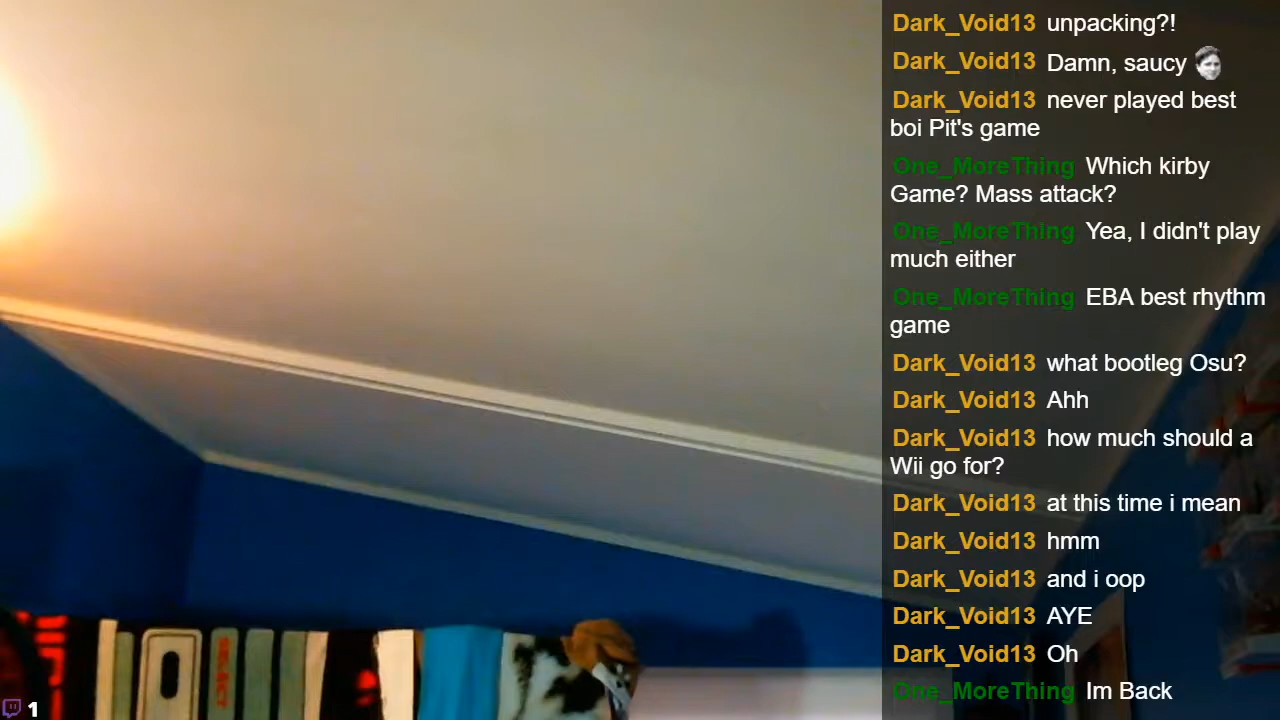 Dark_Void13 unpacking?!
Dark_Void13 Damn, saucy
Dark_Void13 never played best
boi Pit's game
One_MoreThing Which kirby
Game? Mass attack?
One_MoreThing Yea, I didn't play
much either
One_MoreThing EBA best rhythm
game
Dark_Void13 what bootleg Osu?
Dark_Void13 Ahh
Dark_Void13 how much should a
Wii go for?
Dark_Void13 at this time i mean
Dark_Void13 hmm
Dark_Void13 and i oop
Dark_Void13 AYE
Dark_Void13 Oh
One_MoreThing Im Back
SELECT
1